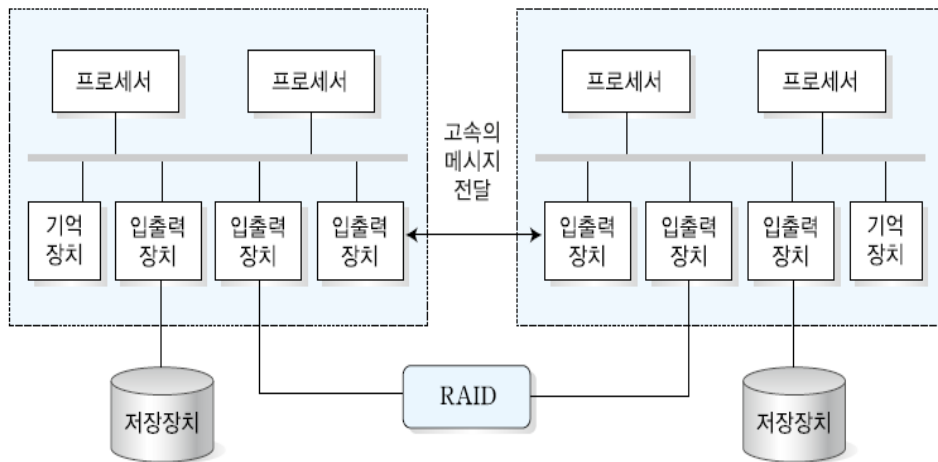 프로세서
프로세서
프로세서
프로세서
고속의
메시지
전달
기억
장치
입출력
장치
입출력
장치
입출력
장치
입출력
장치
입출력
장치
입출력
장치
기억
장치
RAID
저장장치
저장장치